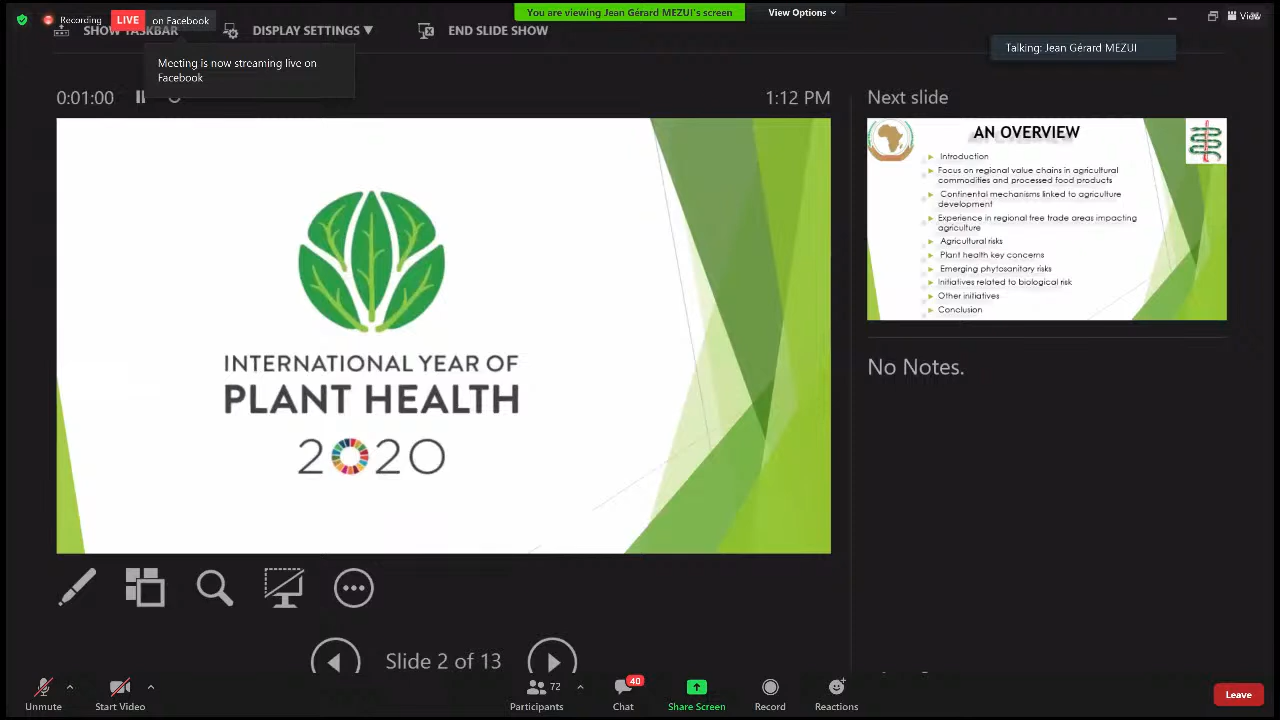 Recording
LIVE on Facebook
You are viewing Jean Gérard MEZUI's screen
View Options
View
SHOW TASKBAR
DISPLAY SETTINGS ▼
END SLIDE SHOW
Talking: Jean Gérard MEZUI
Meeting is now streaming live on
Facebook
0:01:00
1:12 PM
INTERNATIONAL YEAR OF
PLANT HEALTH
2020
Next slide
AN OVERVIEW
Introduction
Focus on regional value chains in agricultural
commodities and processed food products
Continental mechanisms linked to agriculture
development
Experience in regional free trade areas impacting
agriculture
Agricultural risks
Plant health key concerns
Emerging phytosanitary risks
Initiatives related to biological risk
Other initiatives
Conclusion
No Notes.
Slide 2 of 13
Unmute
Start Video
72
Participants
40
Chat
Share Screen
Record
Reactions
Leave